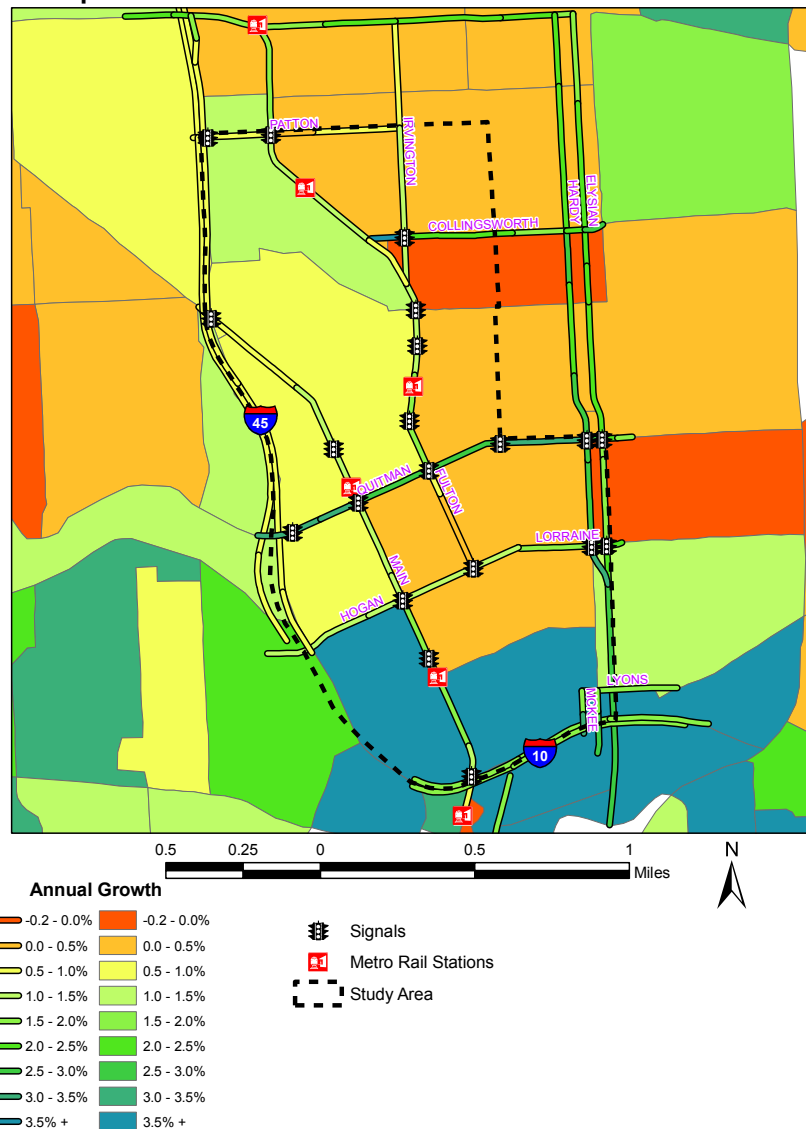 PATTON
IRVINGTON
COLLINGSWORTH
HARDY
ELYSIAN
45
QUITMAN
FULTON
MAIN
LORRAINE
HOGAN
LYONS
MCKEE
10
0.5 0.25 0 0.5 1
Miles
N
Annual Growth
-0.2 - 0.0% -0.2 - 0.0%
0.0 - 0.5% 0.0 - 0.5%
0.5 - 1.0% 0.5 - 1.0%
1.0 - 1.5% 1.0 - 1.5%
1.5 - 2.0% 1.5 - 2.0%
2.0 - 2.5% 2.0 - 2.5%
2.5 - 3.0% 2.5 - 3.0%
3.0 - 3.5% 3.0 - 3.5%
3.5% + 3.5% +
Signals
Metro Rail Stations
Study Area